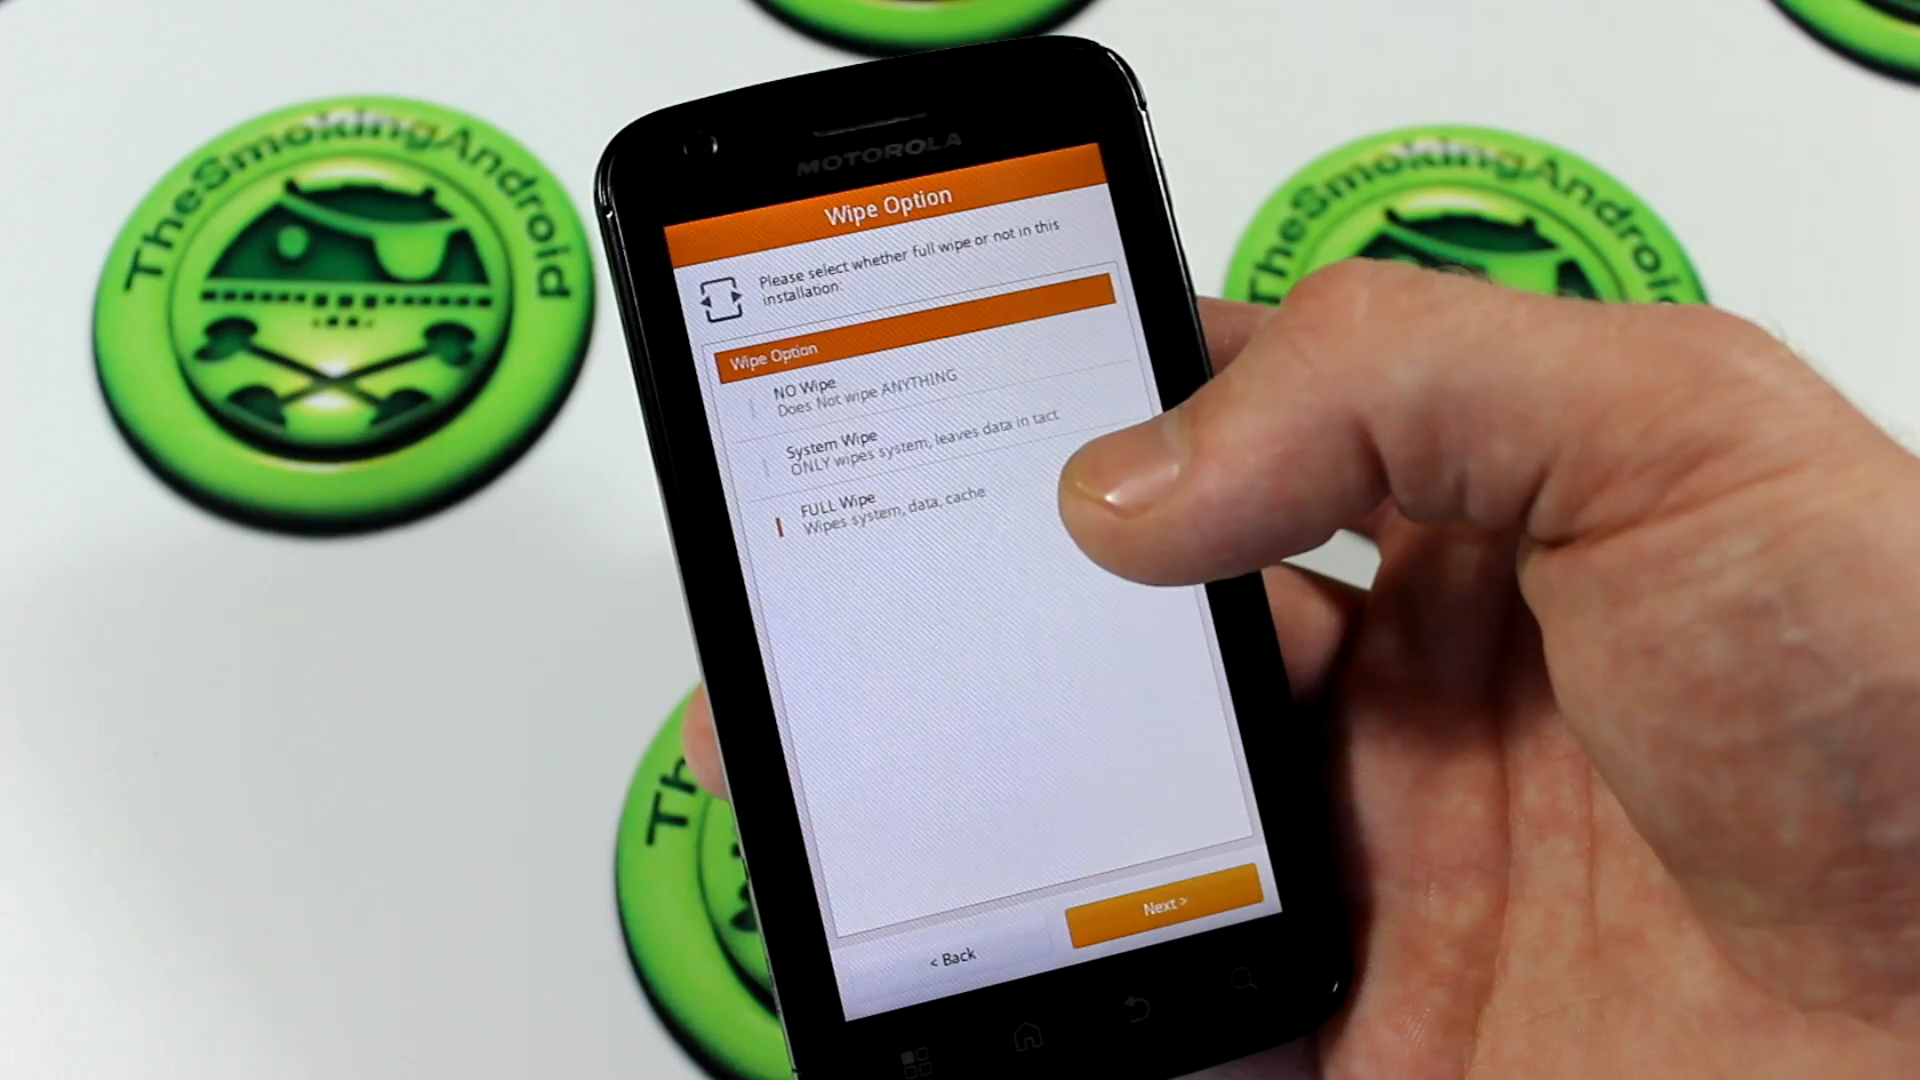 TheSmokingAndroid
TheSmokingAndroid
MOTOROLA
Wipe Option
Please select whether full wipe or not in this
installation.
Wipe Option
NO Wipe
Does Not wipe ANYTHING
System Wipe
ONLY wipes system, leaves data in tact
FULL Wipe
Wipes system, data, cache
Next >
< Back
Th